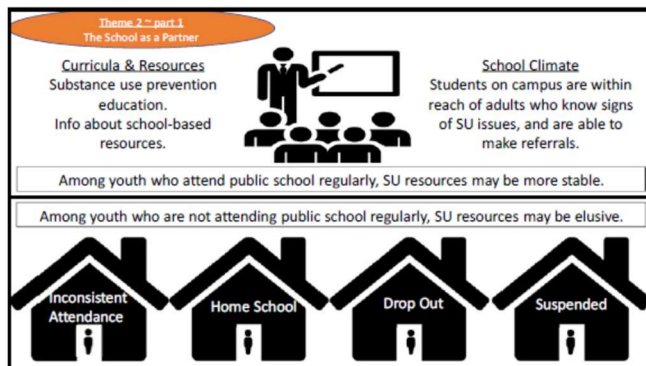 Theme 2 ~ part 1
The School as a Partner
Curricula & Resources
Substance use prevention
education.
Info about school-based
resources.
School Climate
Students on campus are within
reach of adults who know signs
of SU issues, and are able to
make referrals.
Among youth who attend public school regularly, SU resources may be more stable.
Among youth who are not attending public school regularly, SU resources may be elusive.
Inconsistent
Attendance
Home School
Drop Out
Suspended